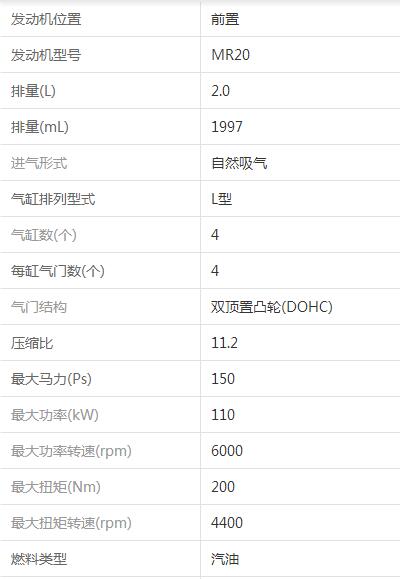 发动机位置 前置
发动机型号 MR20
排量(L) 2.0
排量(mL) 1997
进气形式 自然吸气
气缸排列型式 L型
气缸数(个) 4
每缸气门数(个) 4
气门结构 双顶置凸轮(DOHC)
压缩比 11.2
最大马力(Ps) 150
最大功率(kW) 110
最大功率转速(rpm) 6000
最大扭矩(Nm) 200
最大扭矩转速(rpm) 4400
燃料类型 汽油